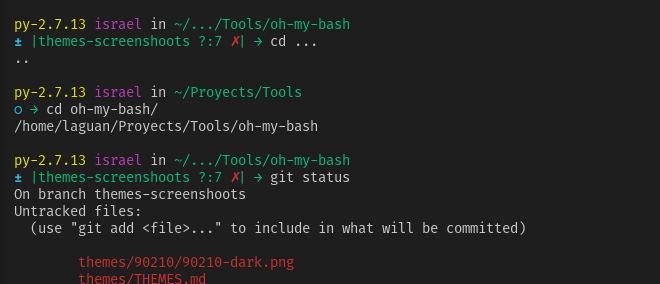 py-2.7.13 israel in ~/.../Tools/oh-my-bash
± |themes-screenshoots ?:7 ✗| → cd ...
..
py-2.7.13 israel in ~/Proyects/Tools
○ → cd oh-my-bash/
/home/laguan/Proyects/Tools/oh-my-bash
py-2.7.13 israel in ~/.../Tools/oh-my-bash
± |themes-screenshoots ?:7 ✗| → git status
On branch themes-screenshoots
Untracked files:
(use "git add <file>..." to include in what will be committed)
themes/90210/90210-dark.png
themes/THEMES.md